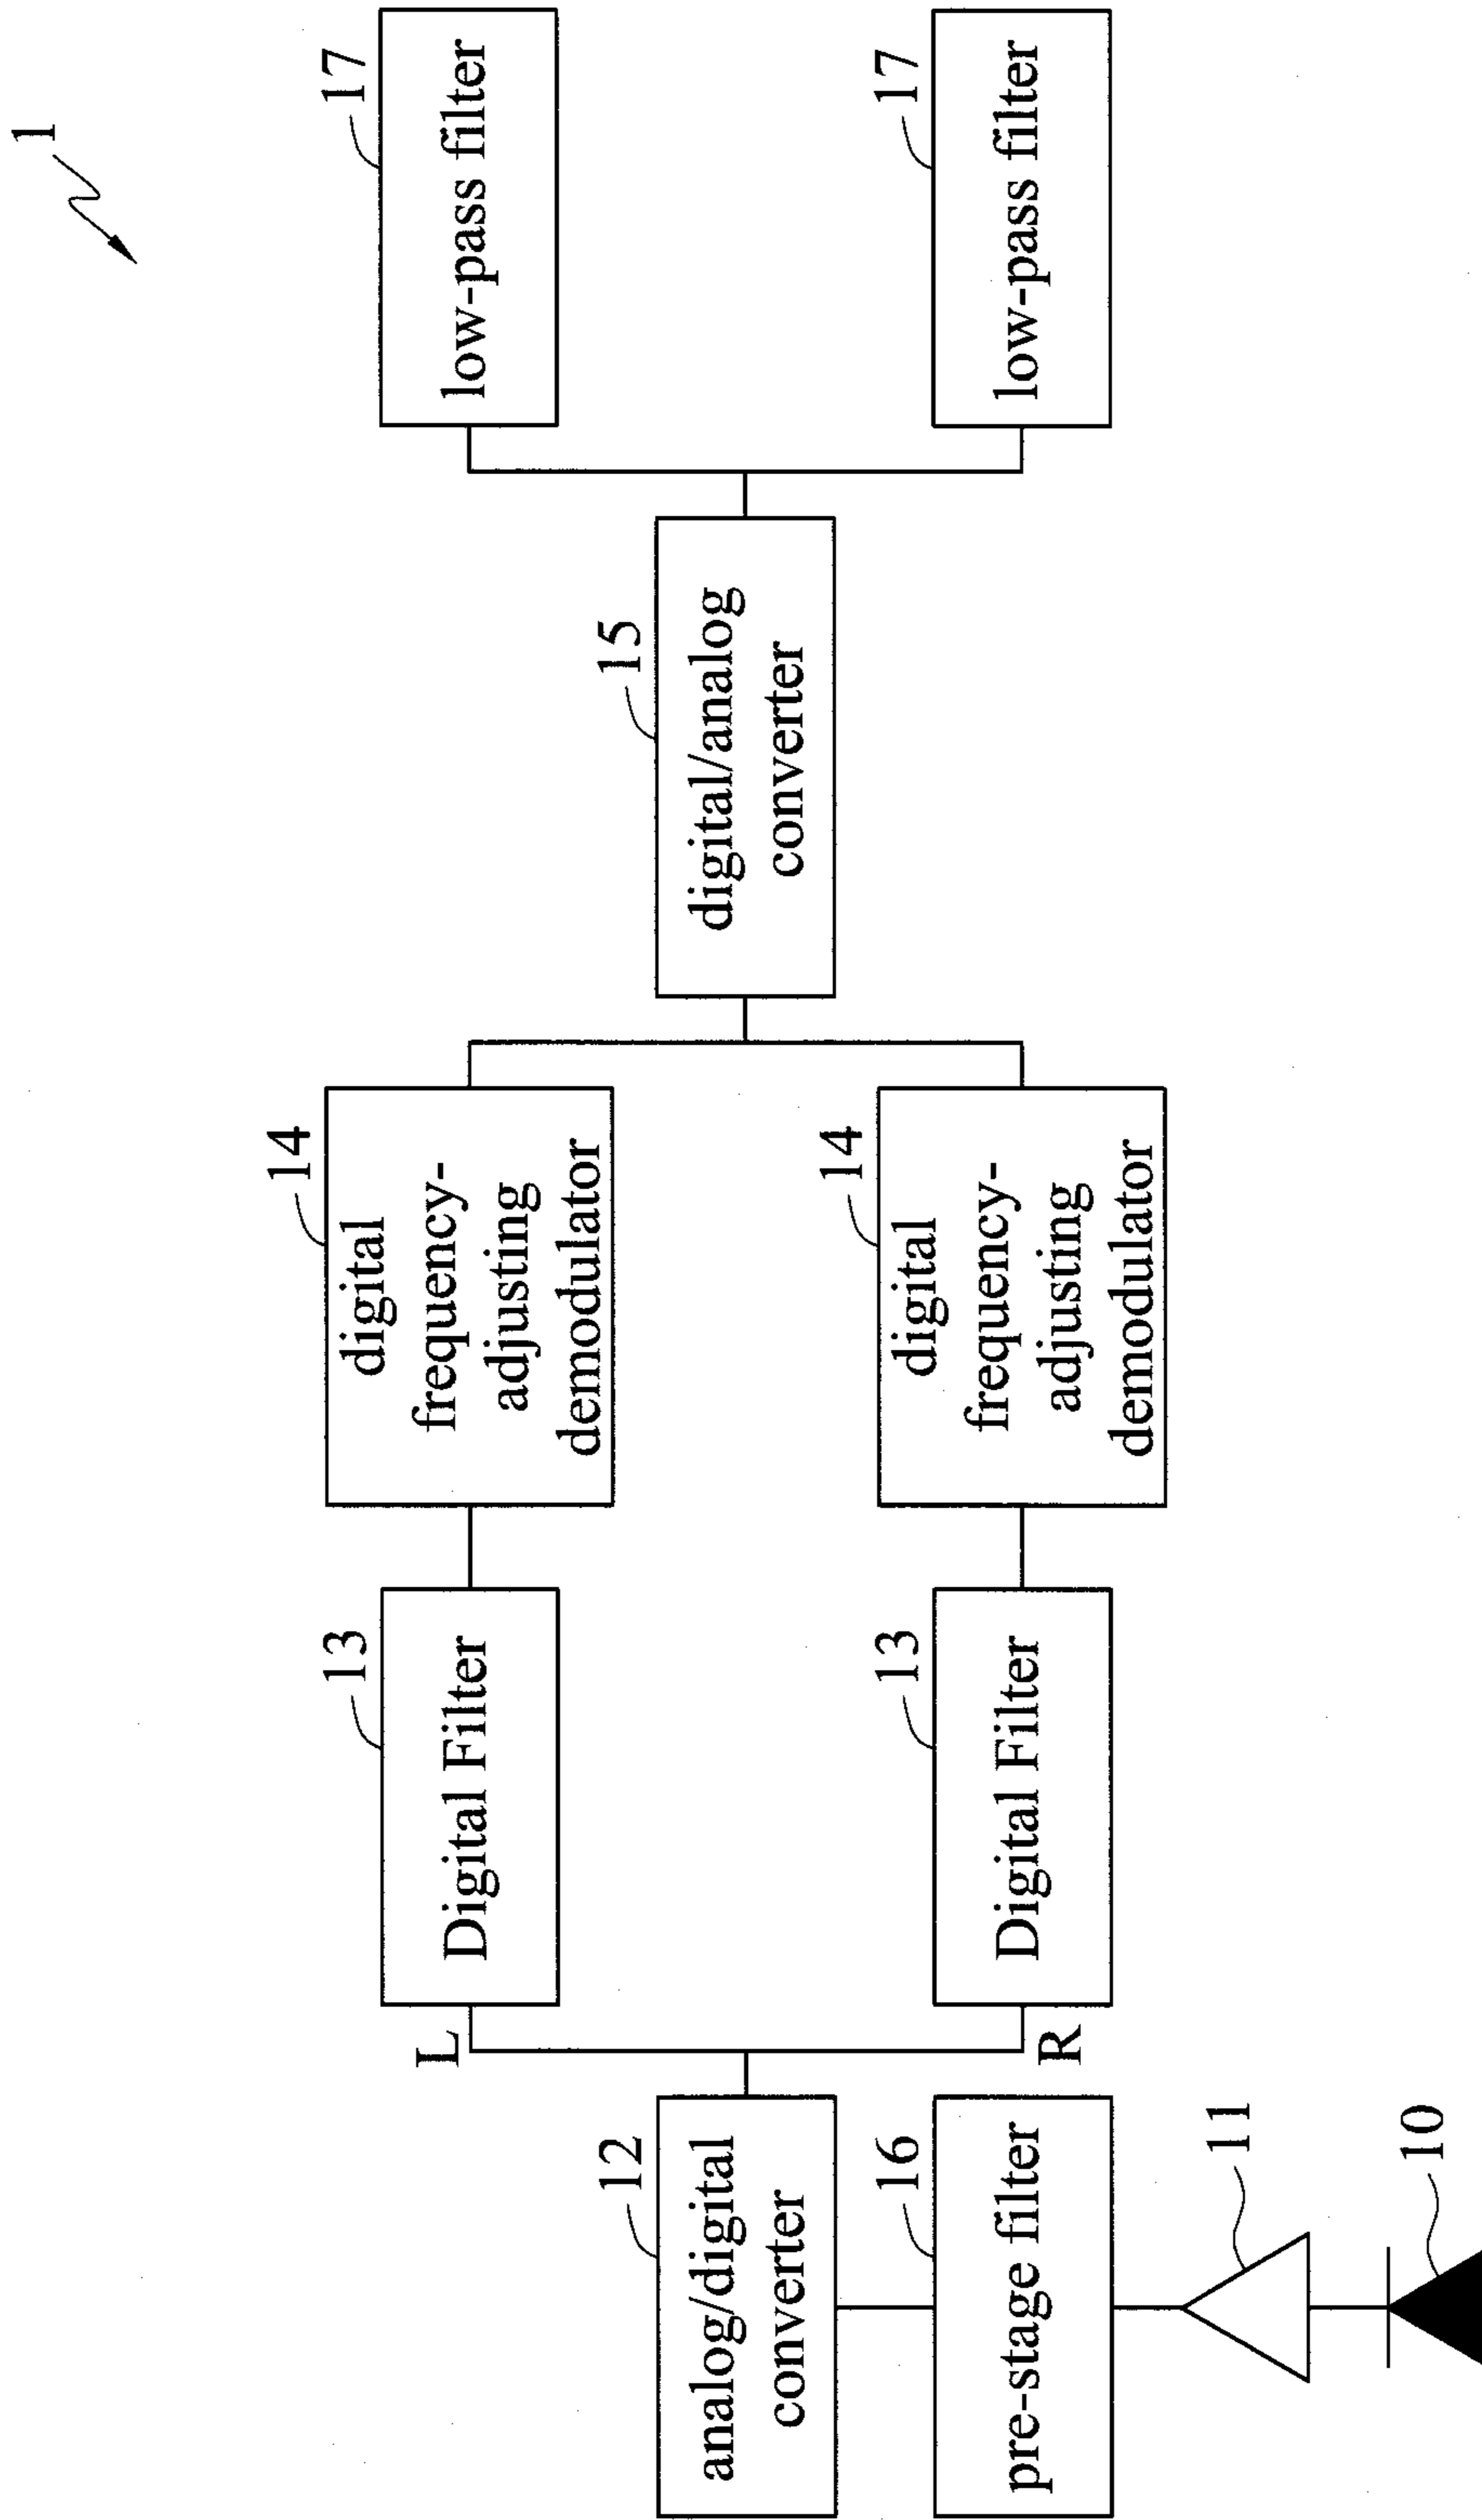 1
17
low-pass filter
17
low-pass filter
15
digital/analog
converter
14
digital
frequency-
adjusting
demodulator
14
digital
frequency-
adjusting
demodulator
13
Digital Filter
13
Digital Filter
L
R
12
analog/digital
converter
16
pre-stage filter
11
10